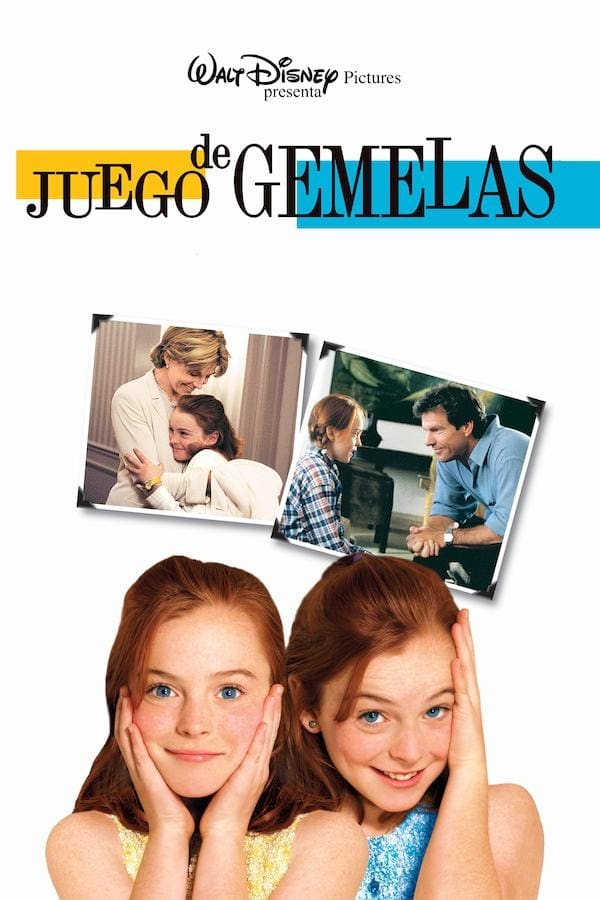 WALT DISNEY Pictures
presenta
JUEGO de GEMELAS